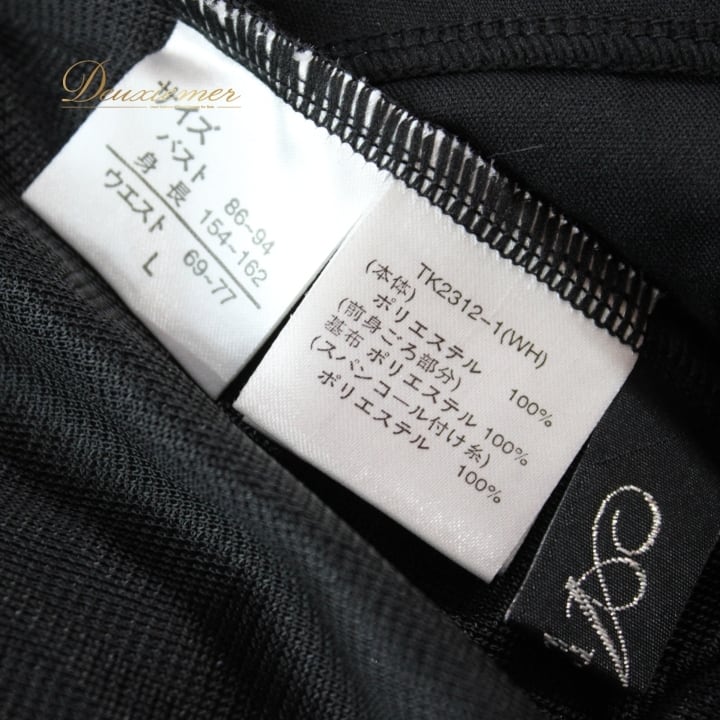 Deuxismer
サイズ
バスト 86~94
身長 154~162
ウエスト 69~77
L
TK2312-1(WH)
(本体)
ポリエステル 100%
(前身ごろ部分)
基布 ポリエステル 100%
(スパンコール付け糸)
ポリエステル 100%